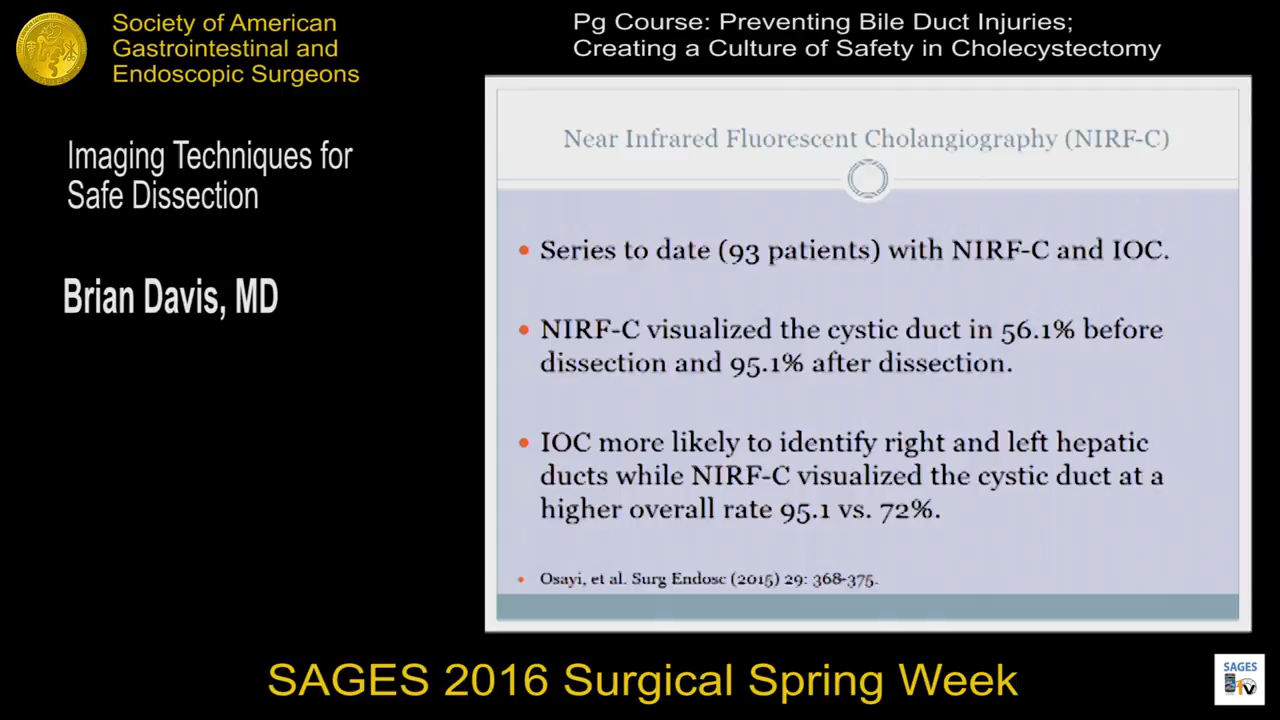 Society of American
Gastrointestinal and
Endoscopic Surgeons
Pg Course: Preventing Bile Duct Injuries;
Creating a Culture of Safety in Cholecystectomy
Imaging Techniques for
Safe Dissection
Brian Davis, MD
Near Infrared Fluorescent Cholangiography (NIRF-C)
• Series to date (93 patients) with NIRF-C and IOC.
• NIRF-C visualized the cystic duct in 56.1% before
dissection and 95.1% after dissection.
• IOC more likely to identify right and left hepatic
ducts while NIRF-C visualized the cystic duct at a
higher overall rate 95.1 vs. 72%.
• Osayi, et al. Surg Endosc (2015) 29: 368-375.
SAGES 2016 Surgical Spring Week
SAGES
TV